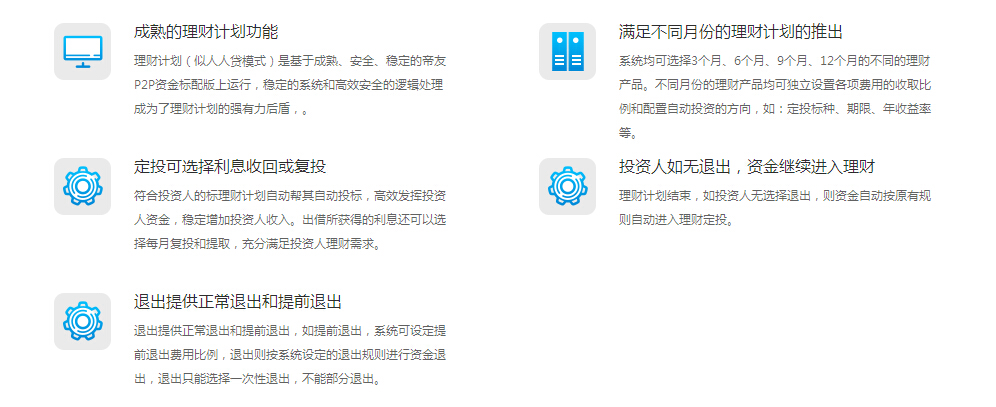 成熟的理财计划功能
理财计划（似人人贷模式）是基于成熟、安全、稳定的帝友
P2P资金标配版上运行，稳定的系统和高效安全的逻辑处理
成为了理财计划的强有力后盾，。
满足不同月份的理财计划的推出
系统均可选择3个月、6个月、9个月、12个月的不同的理财
产品。不同月份的理财产品均可独立设置各项费用的收取比
例和配置自动投资的方向，如：定投标种、期限、年收益率
等。
定投可选择利息收回或复投
符合投资人的标理财计划自动帮其自动投标，高效发挥投资
人资金，稳定增加投资人收入。出借所获得的利息还可以选
择每月复投和提取，充分满足投资人理财需求。
投资人如无退出，资金继续进入理财
理财计划结束，如投资人无选择退出，则资金自动按原有规
则自动进入理财定投。
退出提供正常退出和提前退出
退出提供正常退出和提前退出，如提前退出，系统可设定提
前退出费用比例，退出则按系统设定的退出规则进行资金退
出，退出只能选择一次性退出，不能部分退出。